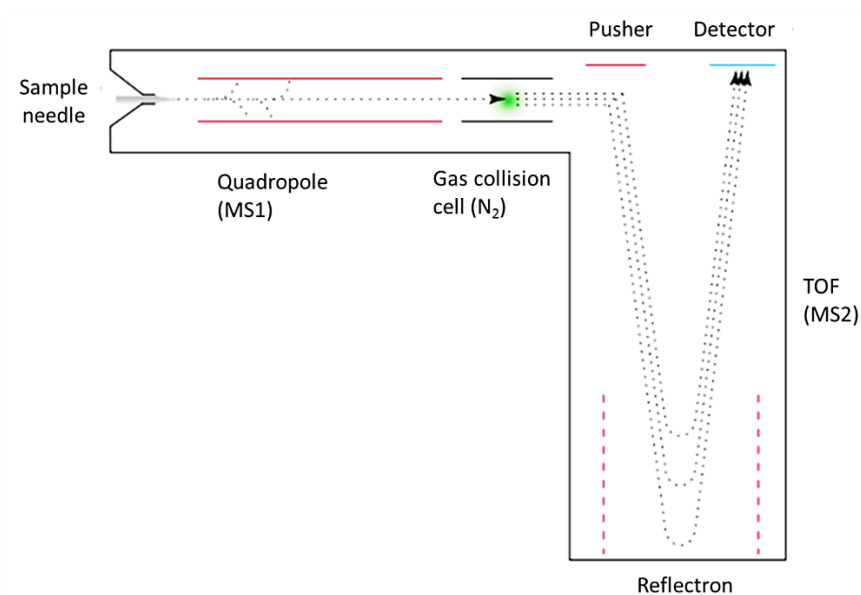 Pusher
Detector
Sample
needle
Quadropole
(MS1)
Gas collision
cell (N₂)
TOF
(MS2)
Reflectron